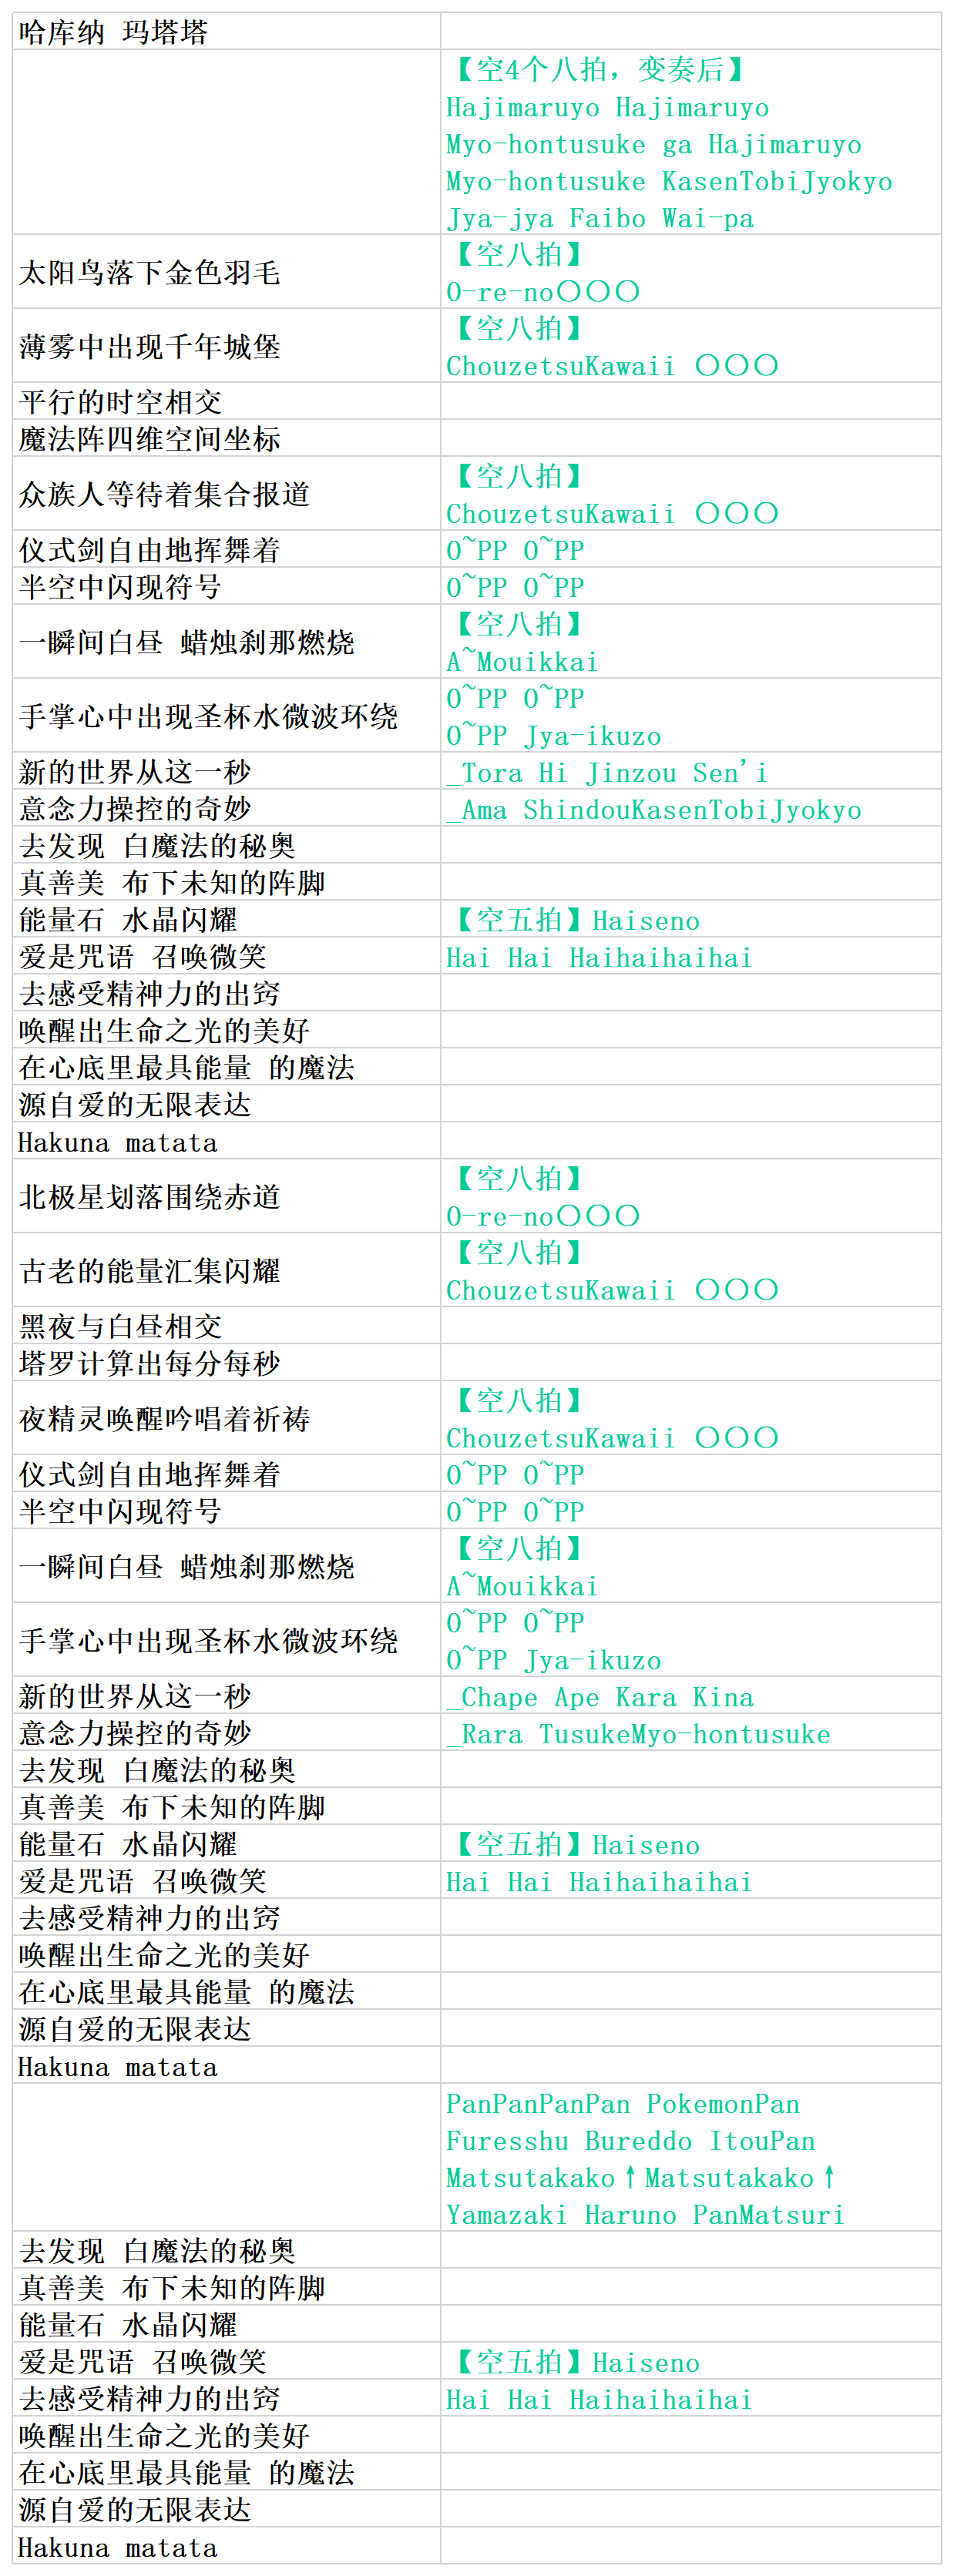 哈库纳 玛塔塔
【空4个八拍，变奏后】
Hajimaruyo Hajimaruyo
Myo-hontusuke ga Hajimaruyo
Myo-hontusuke KasenTobiJyokyo
Jya-jya Faibo Wai-pa
太阳鸟落下金色羽毛
【空八拍】
O-re-no〇〇〇
薄雾中出现千年城堡
【空八拍】
ChouzetsuKawaii 〇〇〇
平行的时空相交
魔法阵四维空间坐标
众族人等待着集合报道
【空八拍】
ChouzetsuKawaii 〇〇〇
仪式剑自由地挥舞着
O~PP O~PP
半空中闪现符号
O~PP O~PP
一瞬间白昼 蜡烛刹那燃烧
【空八拍】
A~Mouikkai
手掌心中出现圣杯水微波环绕
O~PP O~PP
O~PP Jya-ikuzo
新的世界从这一秒
_Tora Hi Jinzou Sen'i
意念力操控的奇妙
_Ama ShindouKasenTobiJyokyo
去发现 白魔法的秘奥
真善美 布下未知的阵脚
能量石 水晶闪耀
【空五拍】Haiseno
爱是咒语 召唤微笑
Hai Hai Haihaihaihai
去感受精神力的出窍
唤醒出生命之光的美好
在心底里最具能量 的魔法
源自爱的无限表达
Hakuna matata
北极星划落围绕赤道
【空八拍】
O-re-no〇〇〇
古老的能量汇集闪耀
【空八拍】
ChouzetsuKawaii 〇〇〇
黑夜与白昼相交
塔罗计算出每分每秒
夜精灵唤醒吟唱着祈祷
【空八拍】
ChouzetsuKawaii 〇〇〇
仪式剑自由地挥舞着
O~PP O~PP
半空中闪现符号
O~PP O~PP
一瞬间白昼 蜡烛刹那燃烧
【空八拍】
A~Mouikkai
手掌心中出现圣杯水微波环绕
O~PP O~PP
O~PP Jya-ikuzo
新的世界从这一秒
_Chape Ape Kara Kina
意念力操控的奇妙
_Rara TusukeMyo-hontusuke
去发现 白魔法的秘奥
真善美 布下未知的阵脚
能量石 水晶闪耀
【空五拍】Haiseno
爱是咒语 召唤微笑
Hai Hai Haihaihaihai
去感受精神力的出窍
唤醒出生命之光的美好
在心底里最具能量 的魔法
源自爱的无限表达
Hakuna matata
PanPanPanPan PokemonPan
Furesshu Bureddo ItouPan
Matsutakako↑Matsutakako↑
Yamazaki Haruno PanMatsuri
去发现 白魔法的秘奥
真善美 布下未知的阵脚
能量石 水晶闪耀
爱是咒语 召唤微笑
【空五拍】Haiseno
去感受精神力的出窍
Hai Hai Haihaihaihai
唤醒出生命之光的美好
在心底里最具能量 的魔法
源自爱的无限表达
Hakuna matata